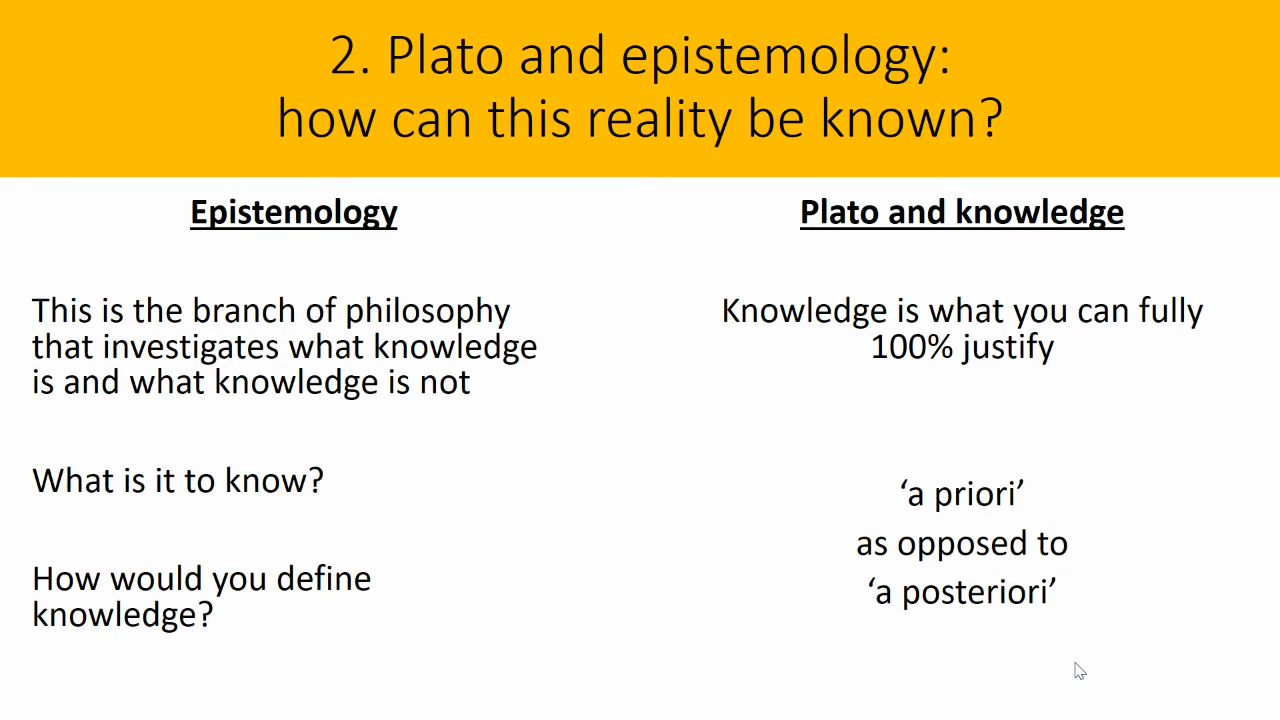 2. Plato and epistemology:
how can this reality be known?
Epistemology
This is the branch of philosophy
that investigates what knowledge
is and what knowledge is not
What is it to know?
How would you define
knowledge?
Plato and knowledge
Knowledge is what you can fully
100% justify
‘a priori’
as opposed to
‘a posteriori’